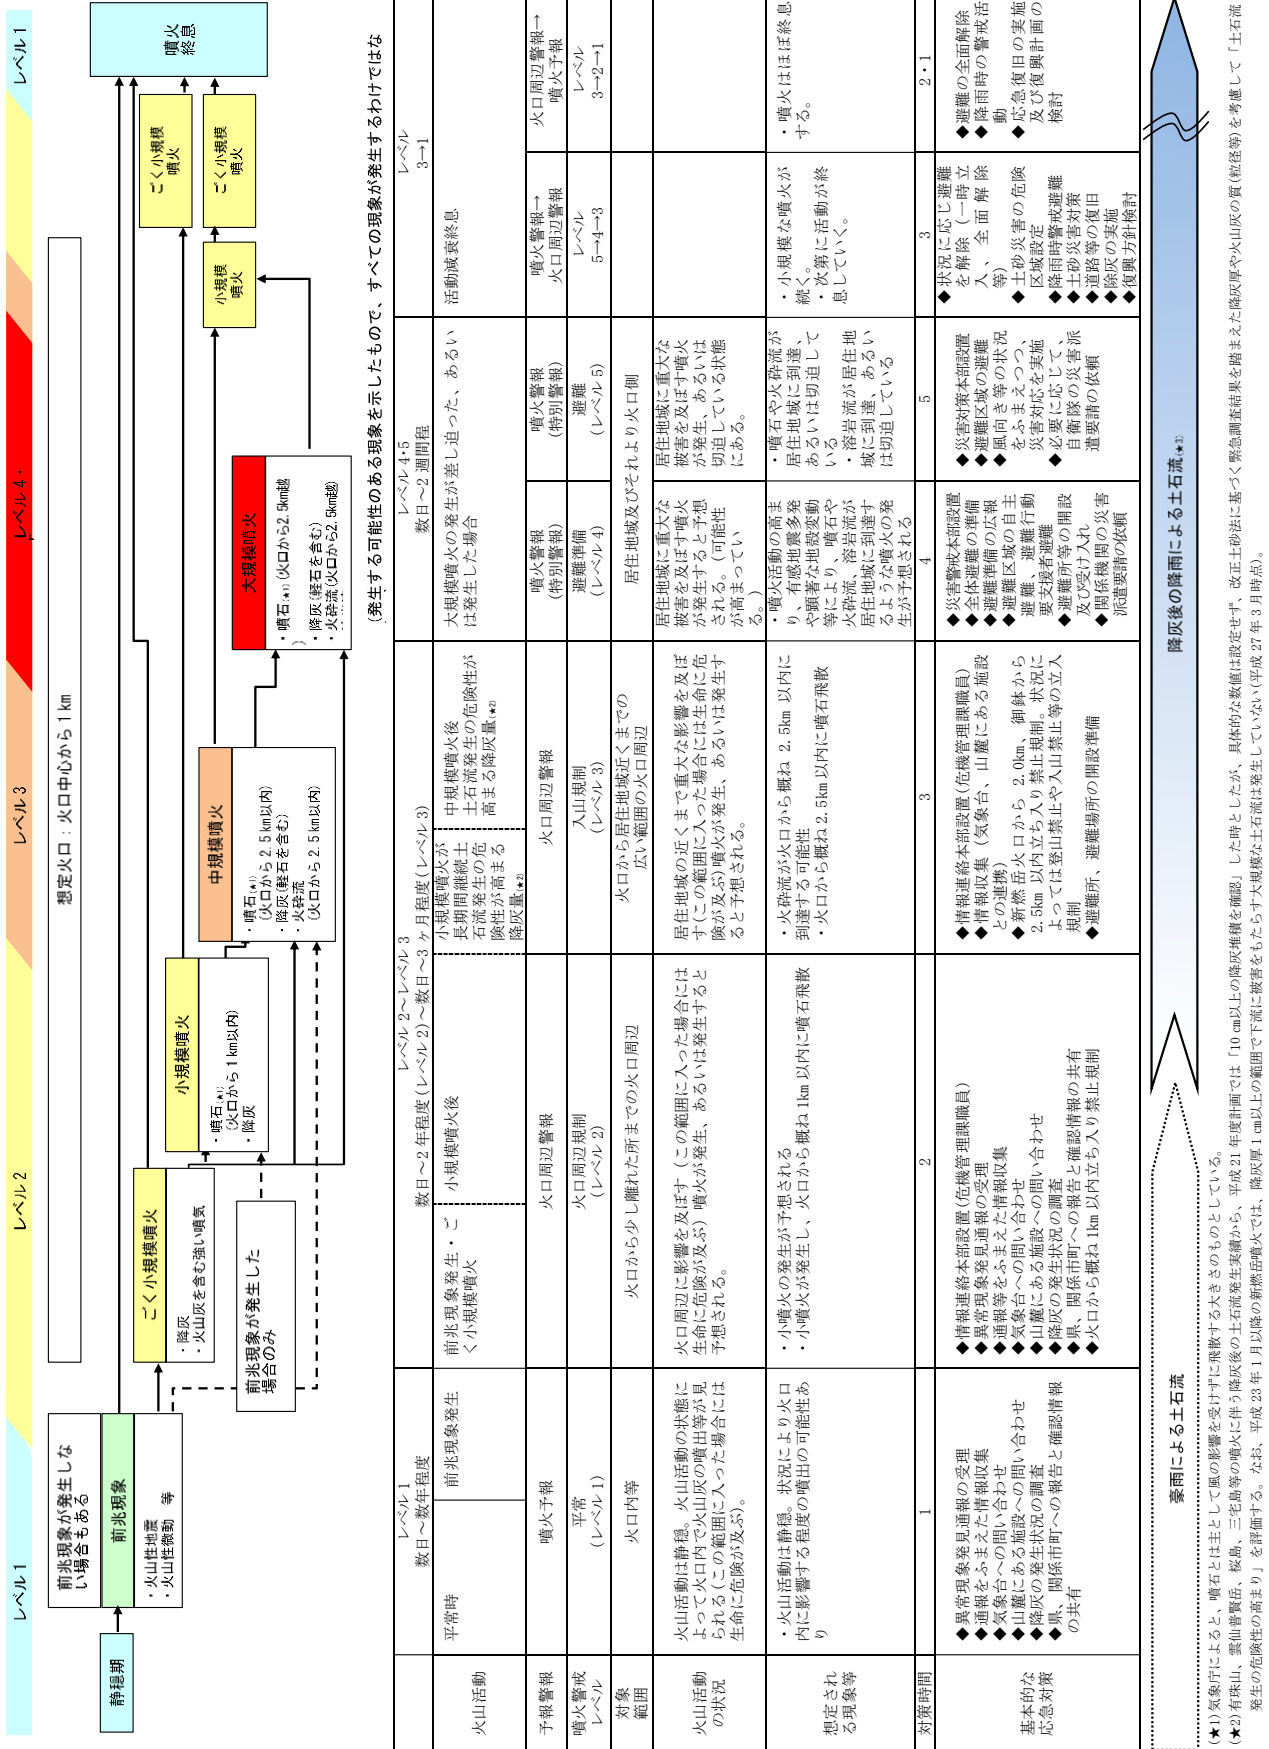 レベル1
レベル 2
レベル 3
レベル 4・
レベル 1
想定火口：火口中心から 1 km
静穏期
前兆現象が発生しな
い場合もある
前兆現象
・火山性地震
・火山性微動　等
ごく小規模噴火
・降灰
・火山灰を含む強い噴気
前兆現象が発生した
場合のみ
小規模噴火
・噴石(★1)
(火口から 1 km以内)
・降灰
中規模噴火
・噴石(★1)
(火口から 2. 5 km以内)
・降灰(軽石を含む)
・火砕流
(火口から 2. 5 km以内)
大規模噴火
・噴石(★1) (火口から2. 5km越
)
・降灰(軽石を含む)
・火砕流(火口から2. 5km越)
小規模
噴火
ごく小規模
噴火
ごく小規模
噴火
噴火
終息
(発生する可能性のある現象を示したもので、すべての現象が発生するわけではな
レベル 1
数日～数年程度
レベル 2～レベル 3
数日～2 年程度(レベル 2)～数日～3 ヶ月程度(レベル 3)
レベル 4・5
数日～2 週間程
レベル
3→1
火山活動
平常時
前兆現象発生
前兆現象発生・ご
く小規模噴火
小規模噴火後
小規模噴火が
長期間継続土
石流発生の危
険性が高まる
降灰量(★2)
中規模噴火後
土石流発生の危険性が
高まる降灰量(★2)
大規模噴火の発生が差し迫った、あるい
は発生した場合
活動減衰終息
予報警報
噴火予報
火口周辺警報
火口周辺警報
噴火警報
(特別警報)
噴火警報
(特別警報)
噴火警報→
火口周辺警報
火口周辺警報→
噴火予報
噴火警戒
レベル
平常
(レベル 1)
火口周辺規制
(レベル 2)
入山規制
(レベル 3)
避難準備
(レベル 4)
避難
(レベル 5)
レベル
5→4→3
レベル
3→2→1
対象
範囲
火口内等
火口から少し離れた所までの火口周辺
火口から居住地域近くまでの
広い範囲の火口周辺
居住地域及びそれより火口側
火山活動
の状況
火山活動は静穏。火山活動の状態に
よって火口内で火山灰の噴出等が見
られる(この範囲に入った場合には
生命に危険が及ぶ)。
火口周辺に影響を及ぼす（この範囲に入った場合には
生命に危険が及ぶ）噴火が発生、あるいは発生すると
予想される。
居住地域の近くまで重大な影響を及ぼ
す(この範囲に入った場合には生命に危
険が及ぶ)噴火が発生、あるいは発生す
ると予想される。
居住地域に重大な
被害を及ぼす噴火
が発生すると予想
される。(可能性
が高まってい
る。)
居住地域に重大な
被害を及ぼす噴火
が発生、あるいは
切迫している状態
にある。
想定され
る現象等
・火山活動は静穏。状況により火口
内に影響する程度の噴出の可能性あ
り
・小噴火の発生が予想される
・小噴火が発生し、火口から概ね 1km 以内に噴石飛散
・火砕流が火口から概ね 2. 5km 以内に
到達する可能性
・火口から概ね 2. 5 km 以内に噴石飛散
・噴火活動の高ま
り、有感地震多発
や顕著な地殻変動
等により、噴石や
火砕流、溶岩流が
居住地域に到達す
るような噴火の発
生が予想される
・噴石や火砕流が
居住地域に到達、
あるいは切迫して
いる
・溶岩流が居住地
域に到達、あるい
は切迫している
・小規模な噴火が
続く。
・次第に活動が終
息していく。
・噴火はほぼ終息
する。
対策時間
1
2
3
4
5
3
2・1
基本的な
応急対策
◆異常現象発見通報の受理
◆通報をふまえた情報収集
◆気象台への問い合わせ
◆山麓にある施設への問い合わせ
◆降灰の発生状況の調査
◆県、関係市町への報告と確認情報
の共有
◆情報連絡本部設置(危機管理課職員)
◆異常現象発見通報の受理
◆通報等をふまえた情報収集
◆気象台への問い合わせ
◆山麓にある施設への問い合わせ
◆降灰の発生状況の調査
◆県、関係市町への報告と確認情報の共有
◆火口から概ね 1km 以内立ち入り禁止規制
◆情報連絡本部設置(危機管理課職員)
◆情報収集（気象台、山麓にある施設
との連携）
◆新燃岳火口から 2. 0km、御鉢から
2. 5km 以内立ち入り禁止規制。状況に
よっては登山禁止や入山禁止等の立入
規制
◆避難所、避難場所の開設準備
◆災害警戒本部設置
◆全体避難の準備
◆避難準備の広報
◆避難区域の自主
避難、避難行動
要支援者避難
◆避難所等の開設
及び受け入れ
◆関係機関の災害
派遣要請の依頼
◆災害対策本部設置
◆避難区域の避難
◆風向き等の状況
をふまえつつ、
災害対応を実施
◆必要に応じて、
自衛隊の災害派
遣要請の依頼
◆状況に応じ避難
を解除（一時立
入、全面解除
等）
◆土砂災害の危険
区域設定
◆降雨時警戒避難
◆土砂災害対策
◆道路等の復旧
◆除灰の実施
◆復興方針検討
◆避難の全面解除
◆降雨時の警戒活
動
◆応急復旧の実施
及び復興計画の
検討
豪雨による土石流
降灰後の降雨による土石流(★3)
(★1)気象庁によると、噴石とは主として風の影響を受けずに飛散する大きさのものとしている。
(★2)有珠山、雲仙普賢岳、桜島、三宅島等の噴火に伴う降灰後の土石流発生実績から、平成 21 年度計画では「10 cm以上の降灰堆積を確認」した時としたが、具体的な数値は設定せず、改正土砂法に基づく緊急調査結果を踏まえた降灰厚や火山灰の質(粒径等)を考慮して「土石流
発生の危険性の高まり」を評価する。なお、平成 23 年 1 月以降の新燃岳噴火では、降灰厚 1 cm以上の範囲で下流に被害をもたらす大規模な土石流は発生していない(平成 27 年 3 月時点)。